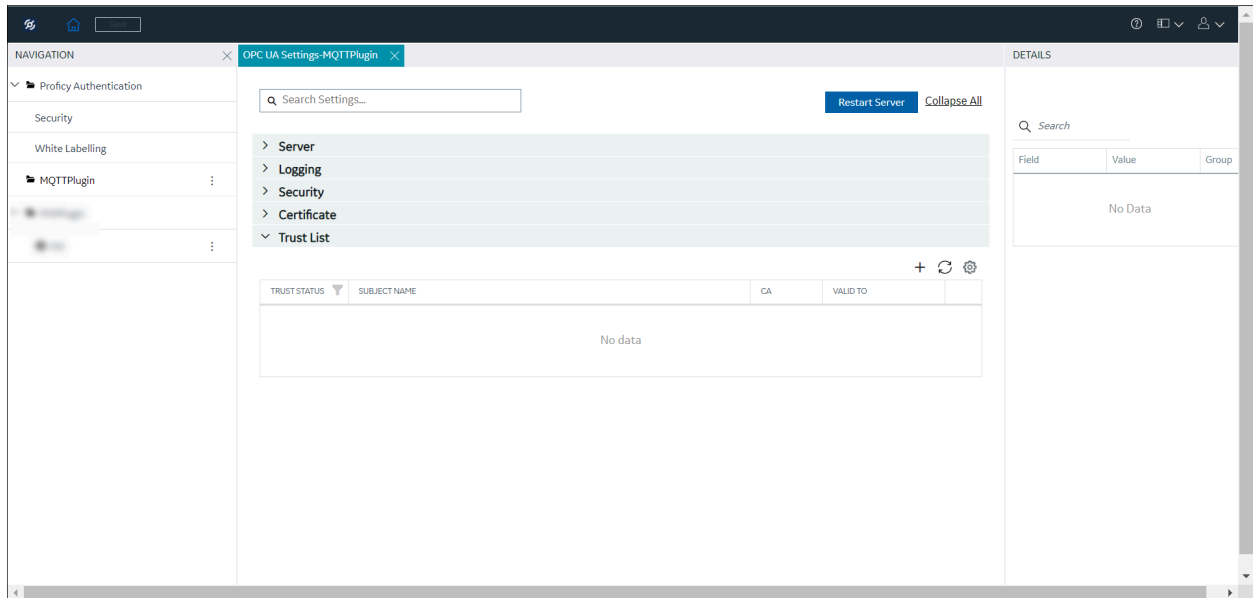 Save
NAVIGATION
OPC UA Settings-MQTTPlugin
DETAILS
Proficy Authentication
Security
White Labelling
MQTTPlugin
Search Settings...
Restart Server
Collapse All
Server
Logging
Security
Certificate
Trust List
TRUST STATUS
SUBJECT NAME
CA
VALID TO
No data
Search
Field
Value
Group
No Data